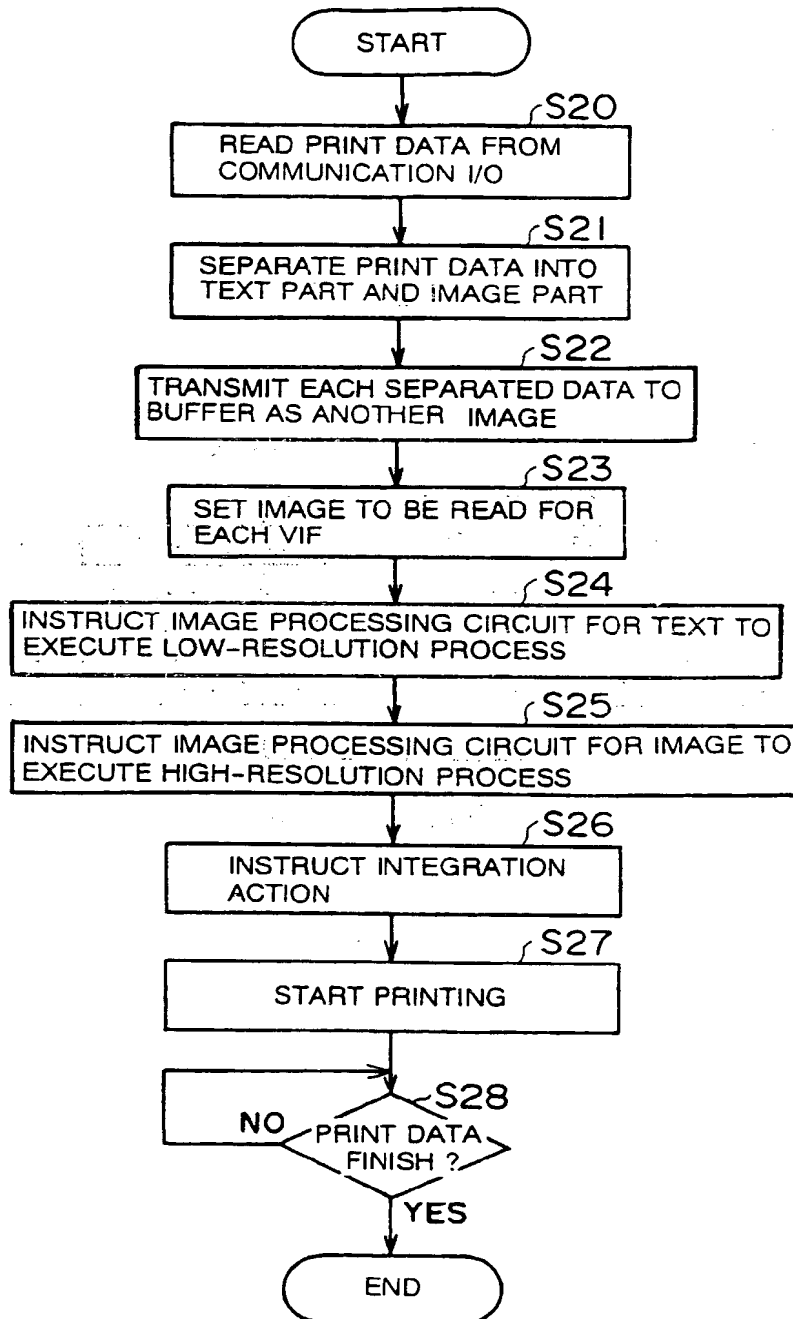 START
S20
READ PRINT DATA FROM
COMMUNICATION I/O
S21
SEPARATE PRINT DATA INTO
TEXT PART AND IMAGE PART
S22
TRANSMIT EACH SEPARATED DATA TO
BUFFER AS ANOTHER IMAGE
S23
SET IMAGE TO BE READ FOR
EACH VIF
S24
INSTRUCT IMAGE PROCESSING CIRCUIT FOR TEXT TO
EXECUTE LOW-RESOLUTION PROCESS
S25
INSTRUCT IMAGE PROCESSING CIRCUIT FOR IMAGE TO
EXECUTE HIGH-RESOLUTION PROCESS
S26
INSTRUCT INTEGRATION
ACTION
S27
START PRINTING
S28
NO
PRINT DATA
FINISH ?
YES
END